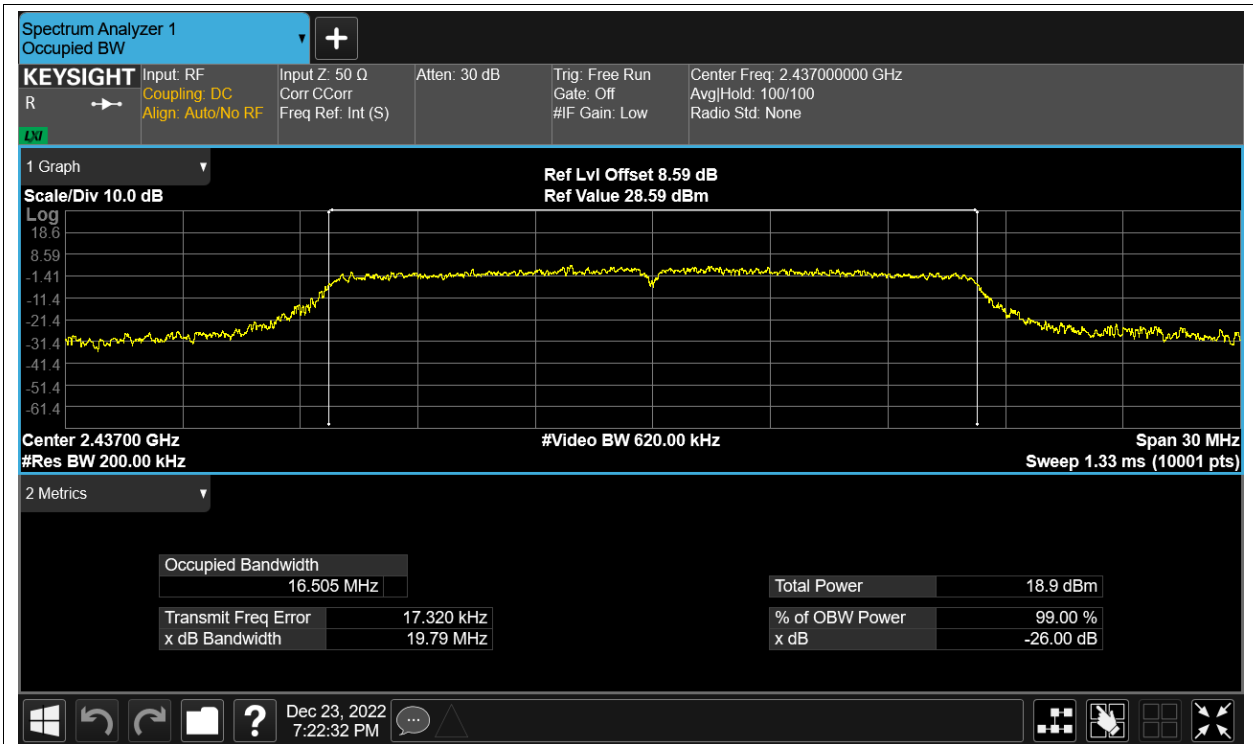 Spectrum Analyzer 1
Occupied BW
KEYSIGHT
R
LXI
Input: RF
Coupling: DC
Align: Auto/No RF
Input Z: 50 Ω
Corr CCorr
Freq Ref: Int (S)
Atten: 30 dB
Trig: Free Run
Gate: Off
#IF Gain: Low
Center Freq: 2.437000000 GHz
Avg|Hold: 100/100
Radio Std: None
1 Graph
Scale/Div 10.0 dB
Ref Lvl Offset 8.59 dB
Ref Value 28.59 dBm
Log
18.6
8.59
-1.41
-11.4
-21.4
-31.4
-41.4
-51.4
-61.4
Center 2.43700 GHz
#Res BW 200.00 kHz
#Video BW 620.00 kHz
Span 30 MHz
Sweep 1.33 ms (10001 pts)
2 Metrics
Occupied Bandwidth
16.505 MHz
Transmit Freq Error 17.320 kHz
x dB Bandwidth 19.79 MHz
Total Power 18.9 dBm
% of OBW Power 99.00 %
x dB -26.00 dB
?
Dec 23, 2022
7:22:32 PM